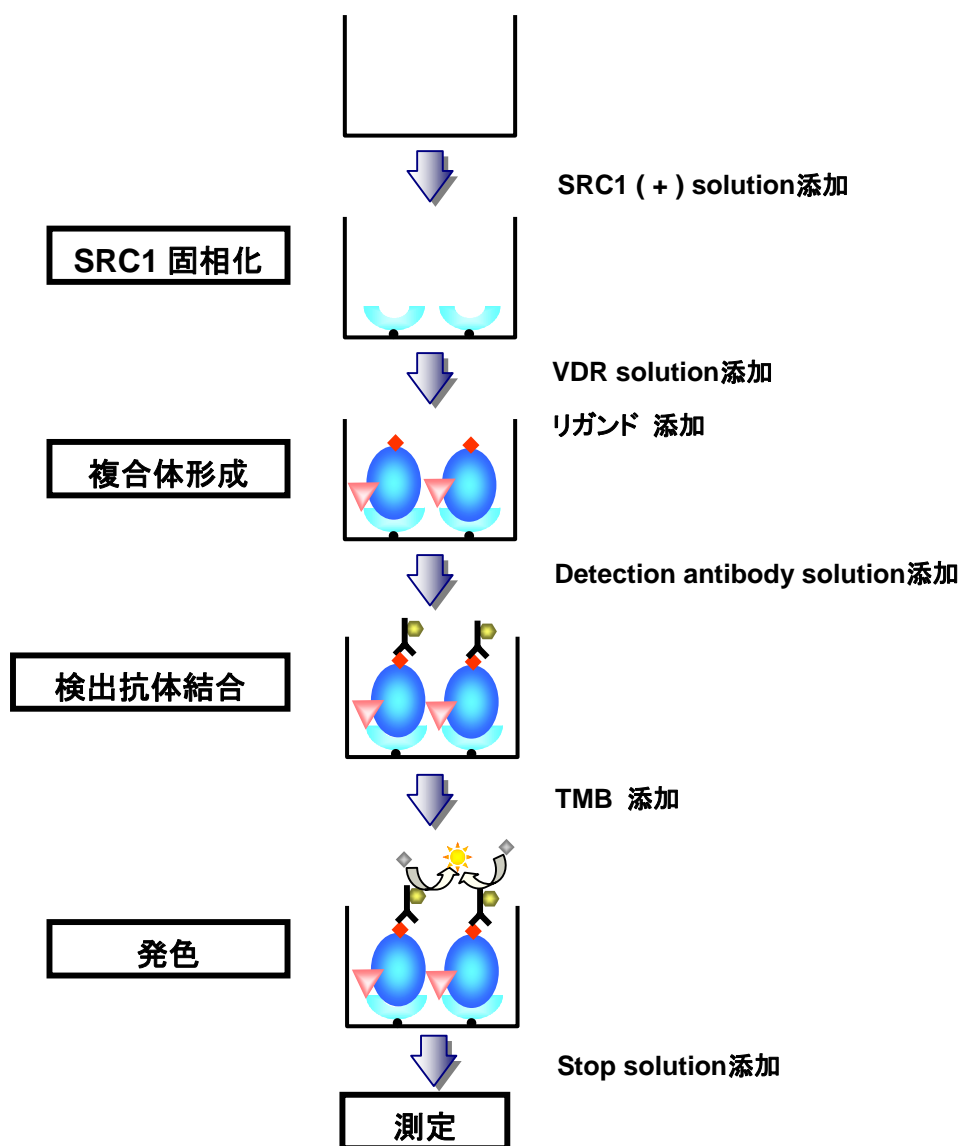 SRC1 ( + ) solution添加
SRC1 固相化
VDR solution添加
リガンド 添加
複合体形成
Detection antibody solution添加
検出抗体結合
TMB 添加
発色
Stop solution添加
測定